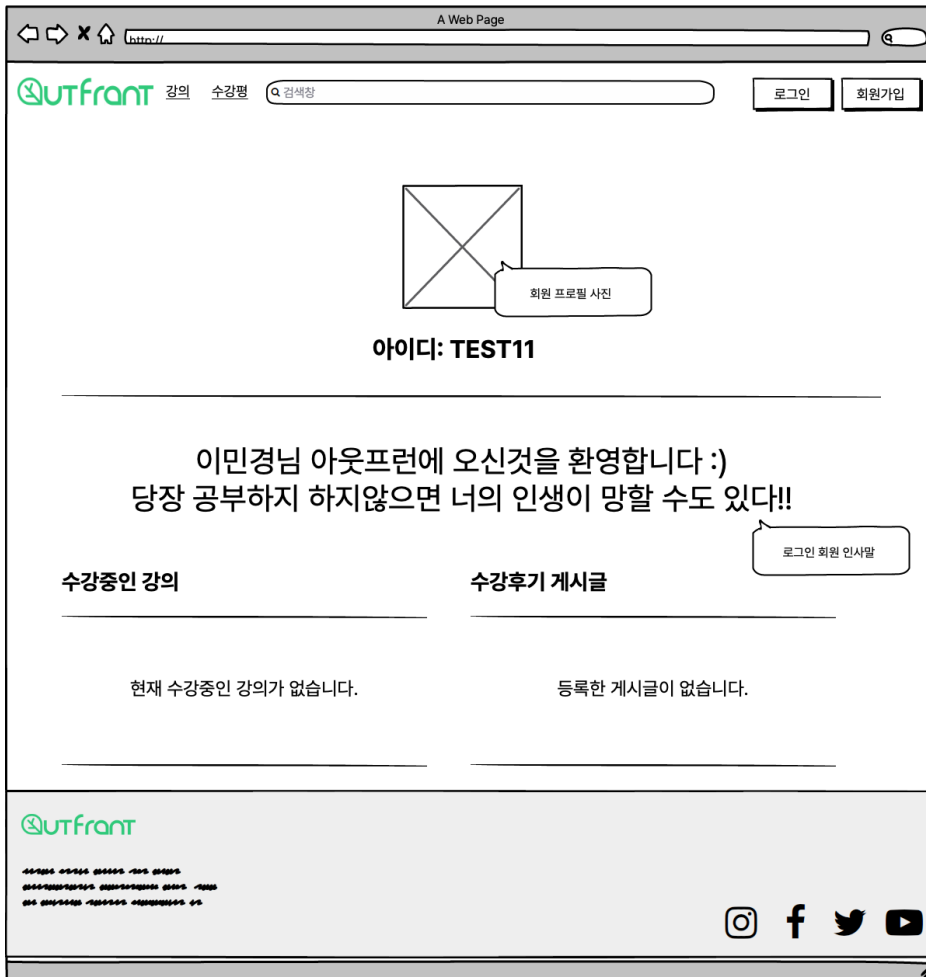 A Web Page
http://
OUTFranT 강의 수강평 검색창 로그인 회원가입
회원 프로필 사진
아이디: TEST11
이민경님 아웃프런에 오신것을 환영합니다 :)
당장 공부하지 하지않으면 너의 인생이 망할 수도 있다!!
로그인 회원 인사말
수강중인 강의 수강후기 게시글
현재 수강중인 강의가 없습니다. 등록한 게시글이 없습니다.
OUTFranT